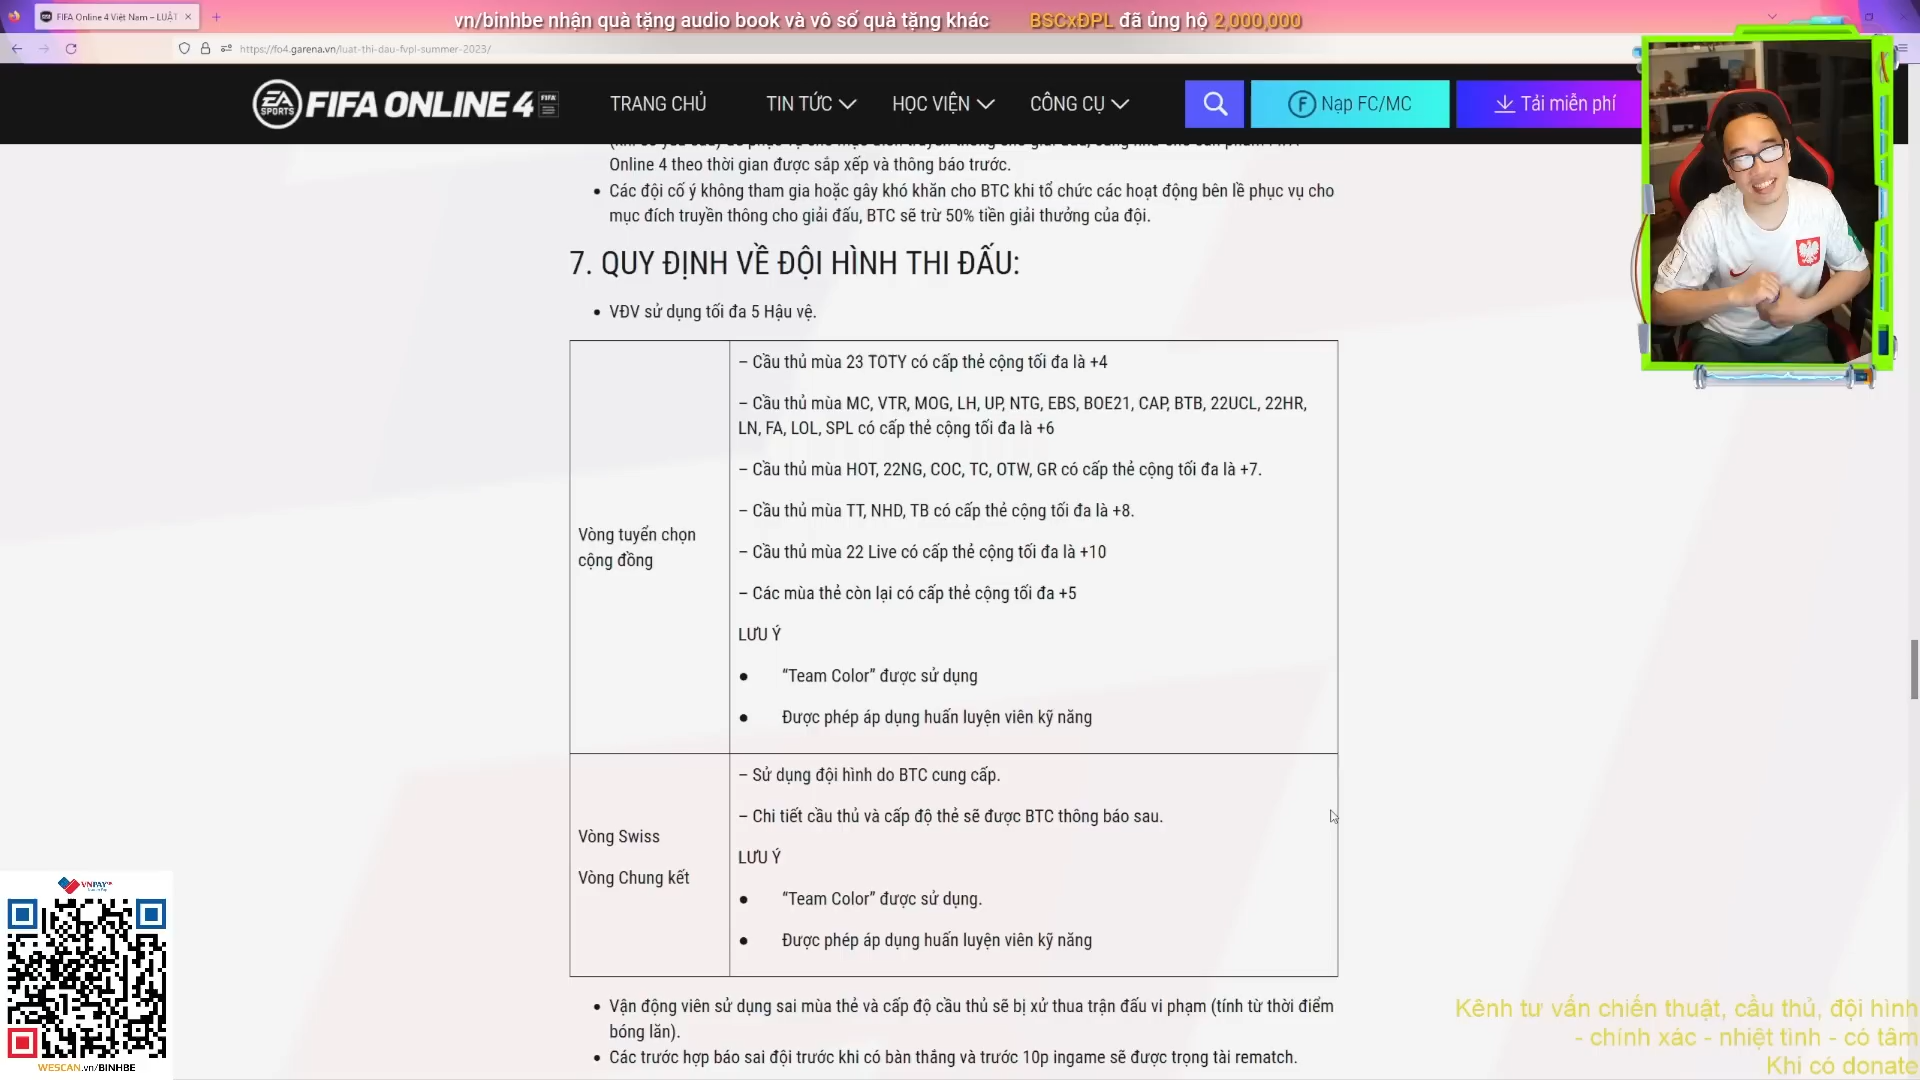 FIFA Online 4 Việt Nam – LUẬT
vn/binhbe nhận quà tặng audio book và vô số quà tặng khác
BSCxĐPL đã ủng hộ 2,000,000
https://fo4.garena.vn/luat-thi-dau-fvpl-summer-2023/
EA SPORTS
FIFA ONLINE 4
TRANG CHỦ
TIN TỨC
HỌC VIỆN
CÔNG CỤ
Nạp FC/MC
Tải miễn phí
Online 4 theo thời gian được sắp xếp và thông báo trước.
• Các đội cố ý không tham gia hoặc gây khó khăn cho BTC khi tổ chức các hoạt động bên lề phục vụ cho
mục đích truyền thông cho giải đấu, BTC sẽ trừ 50% tiền giải thưởng của đội.
7. QUY ĐỊNH VỀ ĐỘI HÌNH THI ĐẤU:
• VĐV sử dụng tối đa 5 Hậu vệ.
Vòng tuyển chọn
cộng đồng
– Cầu thủ mùa 23 TOTY có cấp thẻ cộng tối đa là +4
– Cầu thủ mùa MC, VTR, MOG, LH, UP, NTG, EBS, BOE21, CAP, BTB, 22UCL, 22HR,
LN, FA, LOL, SPL có cấp thẻ cộng tối đa là +6
– Cầu thủ mùa HOT, 22NG, COC, TC, OTW, GR có cấp thẻ cộng tối đa là +7.
– Cầu thủ mùa TT, NHD, TB có cấp thẻ cộng tối đa là +8.
– Cầu thủ mùa 22 Live có cấp thẻ cộng tối đa là +10
– Các mùa thẻ còn lại có cấp thẻ cộng tối đa +5
LƯU Ý
● “Team Color” được sử dụng
● Được phép áp dụng huấn luyện viên kỹ năng
Vòng Swiss
Vòng Chung kết
– Sử dụng đội hình do BTC cung cấp.
– Chi tiết cầu thủ và cấp độ thẻ sẽ được BTC thông báo sau.
LƯU Ý
● “Team Color” được sử dụng.
● Được phép áp dụng huấn luyện viên kỹ năng
• Vận động viên sử dụng sai mùa thẻ và cấp độ cầu thủ sẽ bị xử thua trận đấu vi phạm (tính từ thời điểm
bóng lăn).
• Các trước hợp báo sai đội trước khi có bàn thắng và trước 10p ingame sẽ được trọng tài rematch.
VNPAY
WESCAN.vn/BINHBE
Kênh tư vấn chiến thuật, cầu thủ, đội hình
- chính xác - nhiệt tình - có tâm
Khi có donate